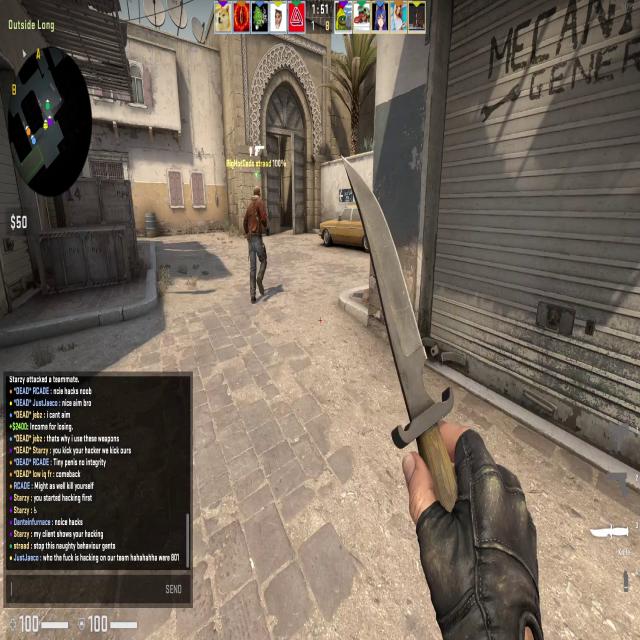 Outside Long
1:51
8
A
B
MECANI
GENER
stread 100%
$50
Starzy attacked a teammate.
*DEAD* RCADE : nice hacks noob
*DEAD* JustJasco : nice aim bro
*DEAD* jebz : i cant aim
+$2400: Income for losing.
*DEAD* jebz : thats why i use these weapons
*DEAD* Starzy : you kick your hacker we kick ours
*DEAD* RCADE : Tiny penis no integrity
*DEAD* low iq fr : comeback
RCADE : Might as well kill yourself
Starzy : you started hacking first
Starzy :
Danteinfurnace : noice hacks
Starzy : my client shows your hacking
stread : stop this naughty behaviour gents
JustJasco : who the fuck is hacking on our team hahahahha were 801
SEND
100
100